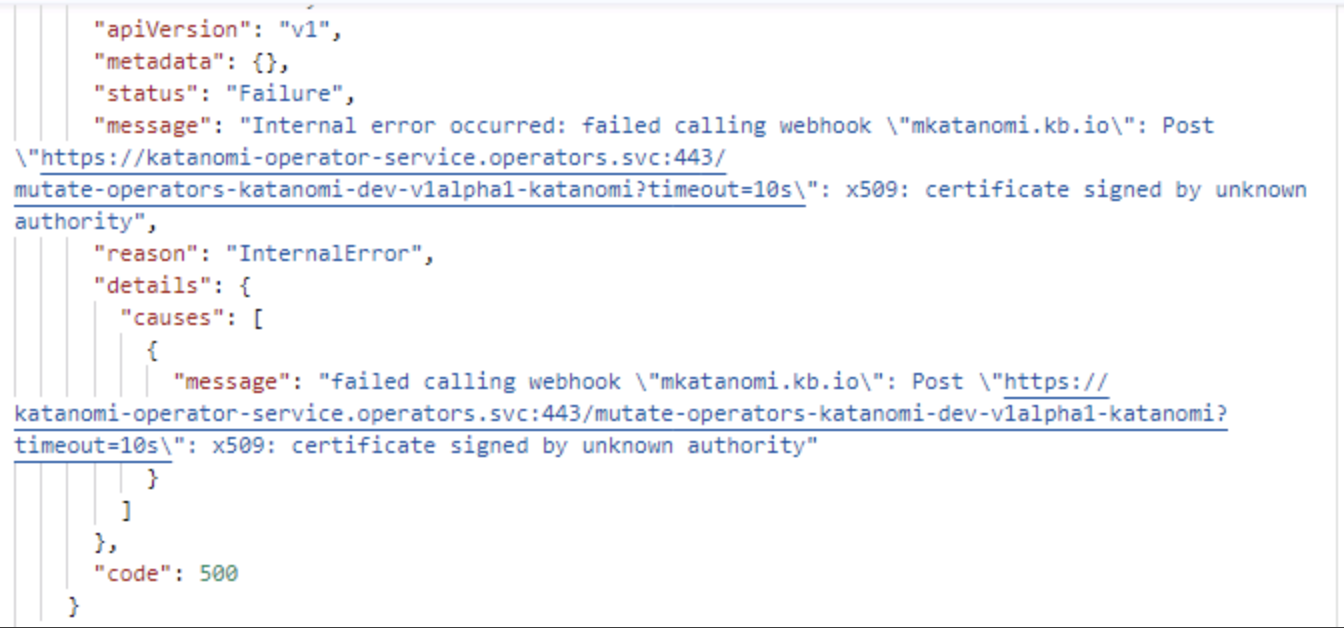 "apiVersion": "v1",
"metadata": {},
"status": "Failure",
"message": "Internal error occurred: failed calling webhook \"mkatanomi.kb.io\": Post
\"https://katanomi-operator-service.operators.svc:443/
mutate-operators-katanomi-dev-v1alpha1-katanomi?timeout=10s\": x509: certificate signed by unknown
authority",
"reason": "InternalError",
"details": {
"causes": [
{
"message": "failed calling webhook \"mkatanomi.kb.io\": Post \"https://
katanomi-operator-service.operators.svc:443/mutate-operators-katanomi-dev-v1alpha1-katanomi?
timeout=10s\": x509: certificate signed by unknown authority"
}
]
},
"code": 500
}